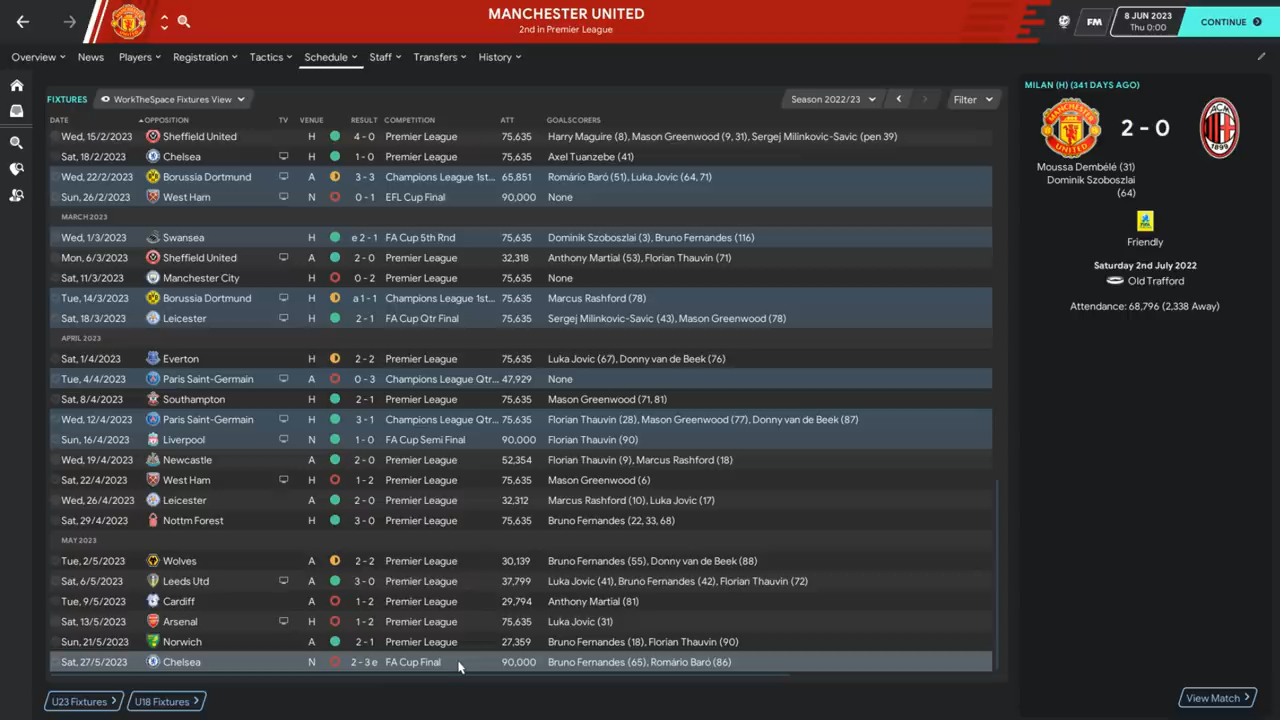 MANCHESTER UNITED
2nd in Premier League
FM
8 JUN 2023
Thu 0:00
CONTINUE
Overview News Players Registration Tactics Schedule Staff Transfers History
FIXTURES WorkTheSpace Fixtures View Season 2022/23 Filter
DATE OPPOSITION TV VENUE RESULT COMPETITION ATT GOALSCORERS
Wed, 15/2/2023 Sheffield United H 4 - 0 Premier League 75,635 Harry Maguire (8), Mason Greenwood (9, 31), Sergej Milinkovic-Savic (pen 39)
Sat, 18/2/2023 Chelsea H 1 - 0 Premier League 75,635 Axel Tuanzebe (41)
Wed, 22/2/2023 Borussia Dortmund A 3 - 3 Champions League 1st... 65,851 Romário Baró (51), Luka Jovic (64, 71)
Sun, 26/2/2023 West Ham N 0 - 1 EFL Cup Final 90,000 None
MARCH 2023
Wed, 1/3/2023 Swansea H e 2 - 1 FA Cup 5th Rnd 75,635 Dominik Szoboszlai (3), Bruno Fernandes (116)
Mon, 6/3/2023 Sheffield United A 2 - 0 Premier League 32,318 Anthony Martial (53), Florian Thauvin (71)
Sat, 11/3/2023 Manchester City H 0 - 2 Premier League 75,635 None
Tue, 14/3/2023 Borussia Dortmund H a 1 - 1 Champions League 1st... 75,635 Marcus Rashford (78)
Sat, 18/3/2023 Leicester H 2 - 1 FA Cup Qtr Final 75,635 Sergej Milinkovic-Savic (43), Mason Greenwood (78)
APRIL 2023
Sat, 1/4/2023 Everton H 2 - 2 Premier League 75,635 Luka Jovic (67), Donny van de Beek (76)
Tue, 4/4/2023 Paris Saint-Germain A 0 - 3 Champions League Qtr... 47,929 None
Sat, 8/4/2023 Southampton H 2 - 1 Premier League 75,635 Mason Greenwood (71, 81)
Wed, 12/4/2023 Paris Saint-Germain H 3 - 1 Champions League Qtr... 75,635 Florian Thauvin (28), Mason Greenwood (77), Donny van de Beek (87)
Sun, 16/4/2023 Liverpool N 1 - 0 FA Cup Semi Final 90,000 Florian Thauvin (90)
Wed, 19/4/2023 Newcastle A 2 - 0 Premier League 52,354 Florian Thauvin (9), Marcus Rashford (18)
Sat, 22/4/2023 West Ham H 1 - 2 Premier League 75,635 Mason Greenwood (6)
Wed, 26/4/2023 Leicester A 2 - 0 Premier League 32,312 Marcus Rashford (10), Luka Jovic (17)
Sat, 29/4/2023 Nottm Forest H 3 - 0 Premier League 75,635 Bruno Fernandes (22, 33, 68)
MAY 2023
Tue, 2/5/2023 Wolves A 2 - 2 Premier League 30,139 Bruno Fernandes (55), Donny van de Beek (88)
Sat, 6/5/2023 Leeds Utd A 3 - 0 Premier League 37,799 Luka Jovic (41), Bruno Fernandes (42), Florian Thauvin (72)
Tue, 9/5/2023 Cardiff A 1 - 2 Premier League 29,794 Anthony Martial (81)
Sat, 13/5/2023 Arsenal H 1 - 2 Premier League 75,635 Luka Jovic (31)
Sun, 21/5/2023 Norwich A 2 - 1 Premier League 27,359 Bruno Fernandes (18), Florian Thauvin (90)
Sat, 27/5/2023 Chelsea N 2 - 3 e FA Cup Final 90,000 Bruno Fernandes (65), Romário Baró (86)
U23 Fixtures U18 Fixtures
MILAN (H) (341 DAYS AGO)
2 - 0
Moussa Dembélé (31)
Dominik Szoboszlai
(64)
Friendly
Saturday 2nd July 2022
Old Trafford
Attendance: 68,796 (2,338 Away)
View Match